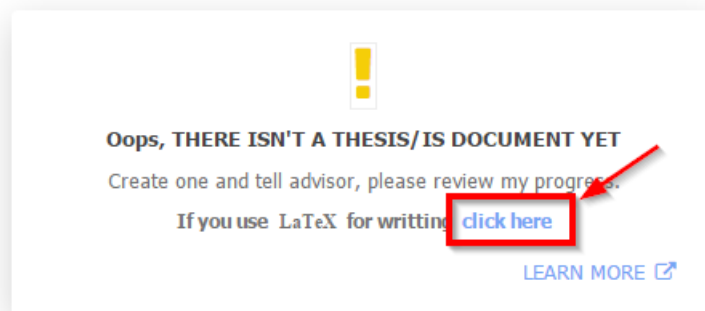 Oops, THERE ISN'T A THESIS/IS DOCUMENT YET
Create one and tell advisor, please review my progress.
If you use LaTeX for writting click here
LEARN MORE